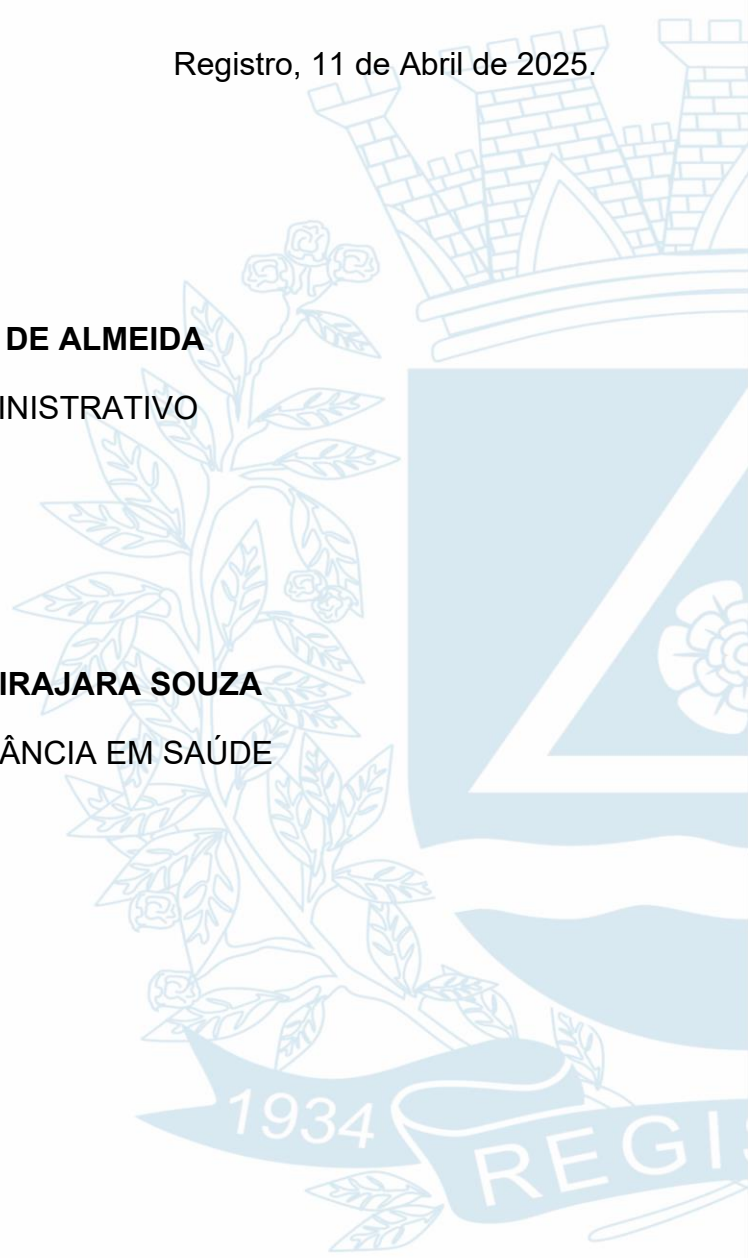 Registro, 11 de Abril de 2025.
DE ALMEIDA
INISTRATIVO
IRAJARA SOUZA
ÂNCIA EM SAÚDE
1934
REGIS